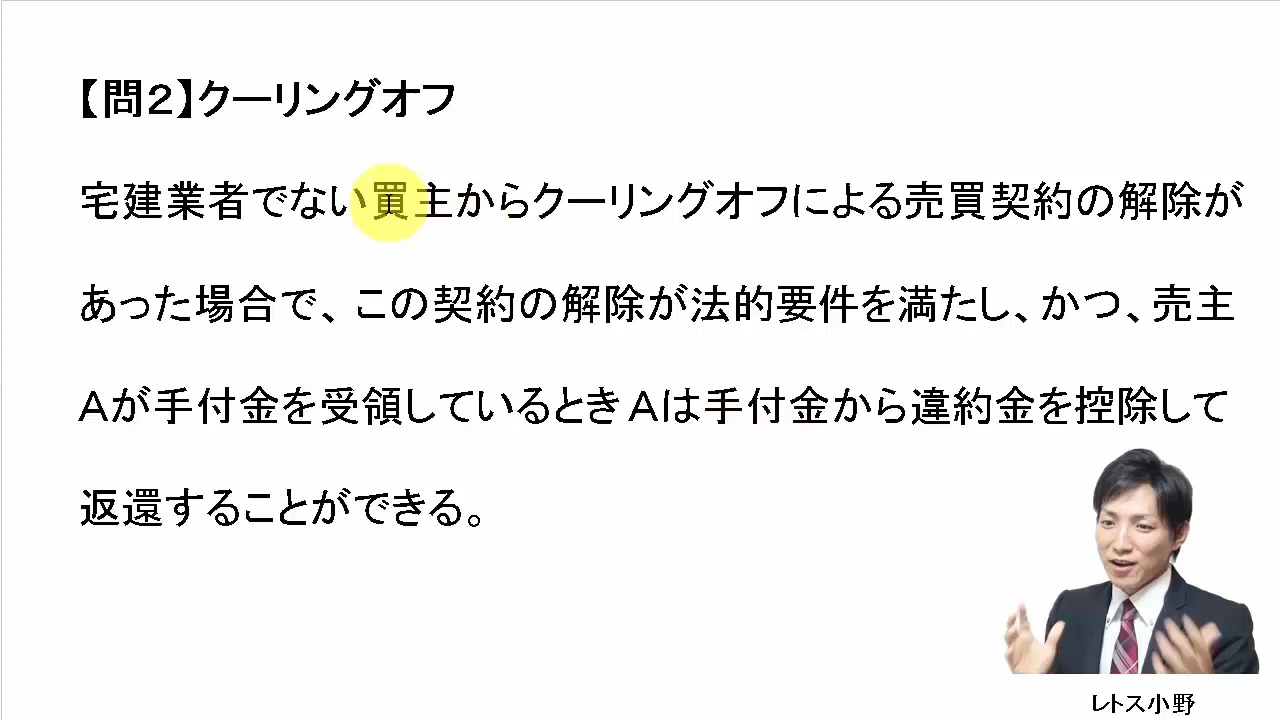 【問２】クーリングオフ
宅建業者でない買主からクーリングオフによる売買契約の解除が
あった場合で、この契約の解除が法的要件を満たし、かつ、売主
Ａが手付金を受領しているときＡは手付金から違約金を控除して
返還することができる。
レトス小野